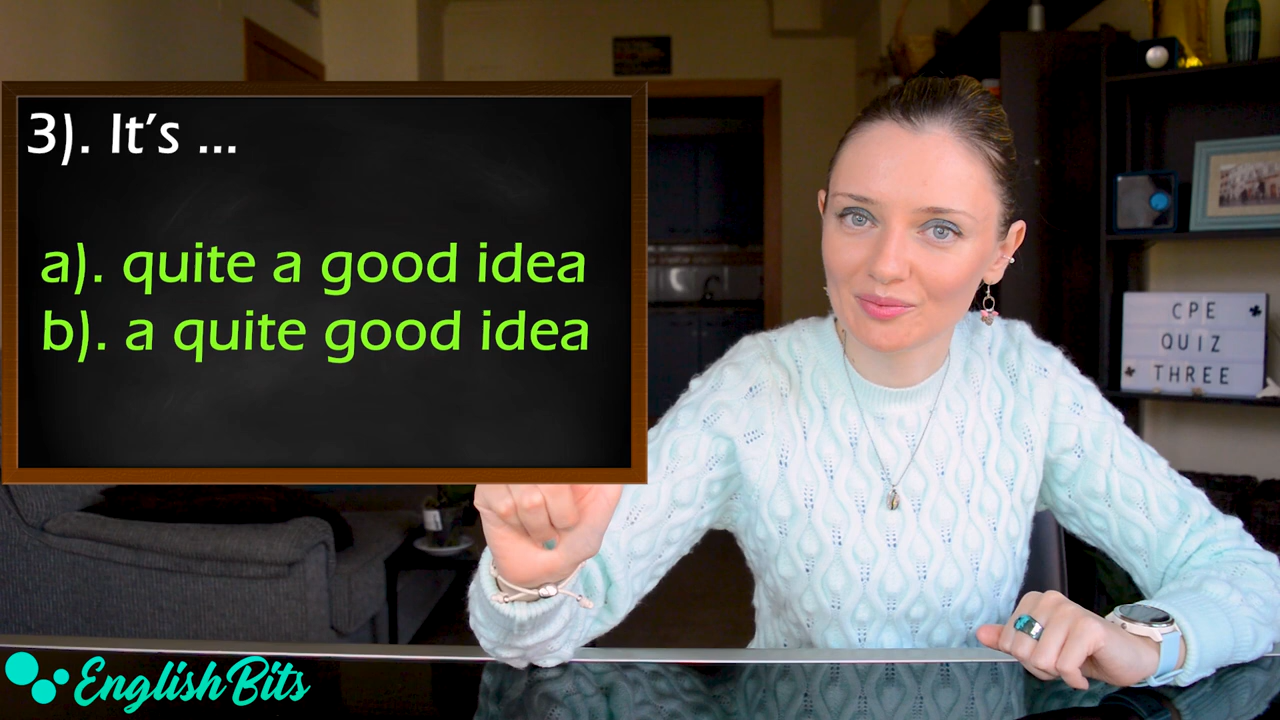 3). It's ...
a). quite a good idea
b). a quite good idea
CPE
QUIZ
THREE
EnglishBits